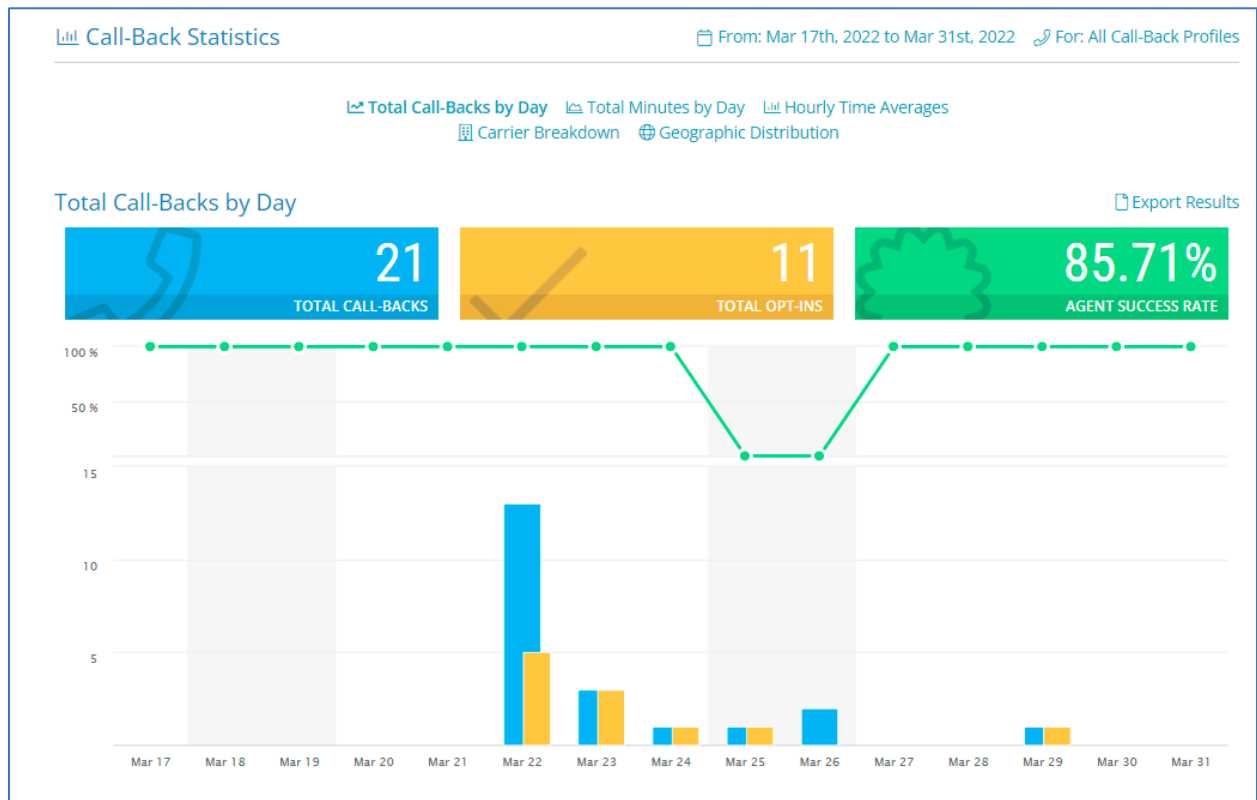 Call-Back Statistics
From: Mar 17th, 2022 to Mar 31st, 2022 For: All Call-Back Profiles
Total Call-Backs by Day Total Minutes by Day Hourly Time Averages
Carrier Breakdown Geographic Distribution
Total Call-Backs by Day
Export Results
21
TOTAL CALL-BACKS
11
TOTAL OPT-INS
85.71%
AGENT SUCCESS RATE
100 %
50 %
15
10
5
Mar 17 Mar 18 Mar 19 Mar 20 Mar 21 Mar 22 Mar 23 Mar 24 Mar 25 Mar 26 Mar 27 Mar 28 Mar 29 Mar 30 Mar 31